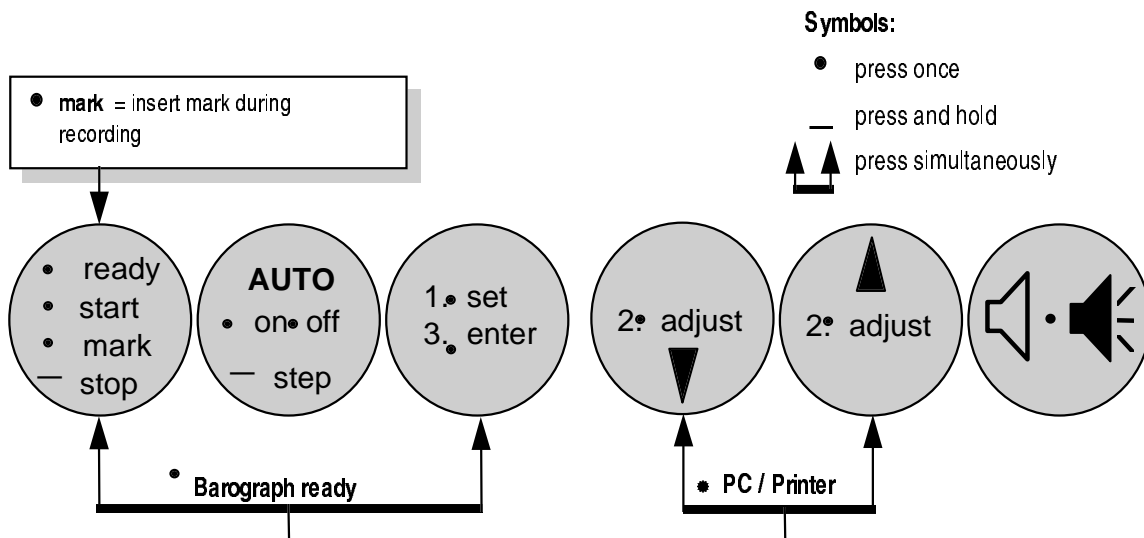 Symbols:
• press once
_ press and hold
press simultaneously
• mark = insert mark during
recording
• ready
• start
• mark
— stop
AUTO
• on • off
— step
1. • set
3. • enter
2. • adjust
2. • adjust
•
• Barograph ready
• PC / Printer